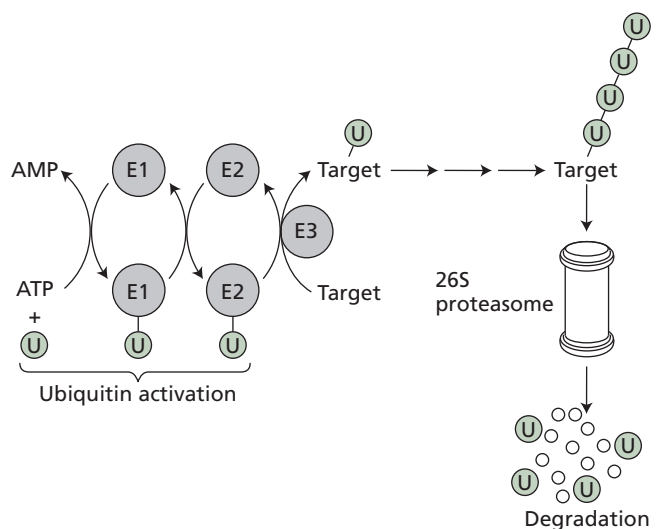 U
U
U
U
U
AMP
E1
E2
Target
Target
E3
ATP
+
U
E1
U
E2
U
Target
26S
proteasome
Ubiquitin activation
U
U
U
U
Degradation